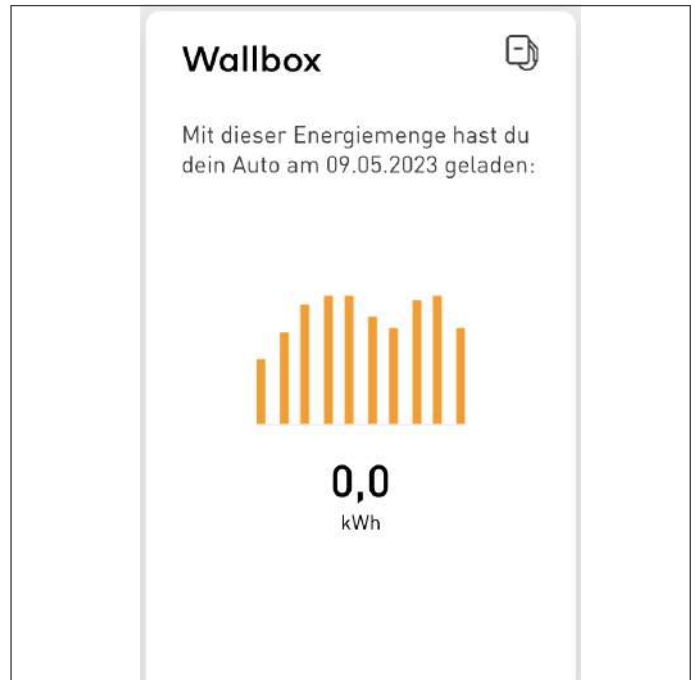 Wallbox
Mit dieser Energiemenge hast du
dein Auto am 09.05.2023 geladen:
0,0
kWh